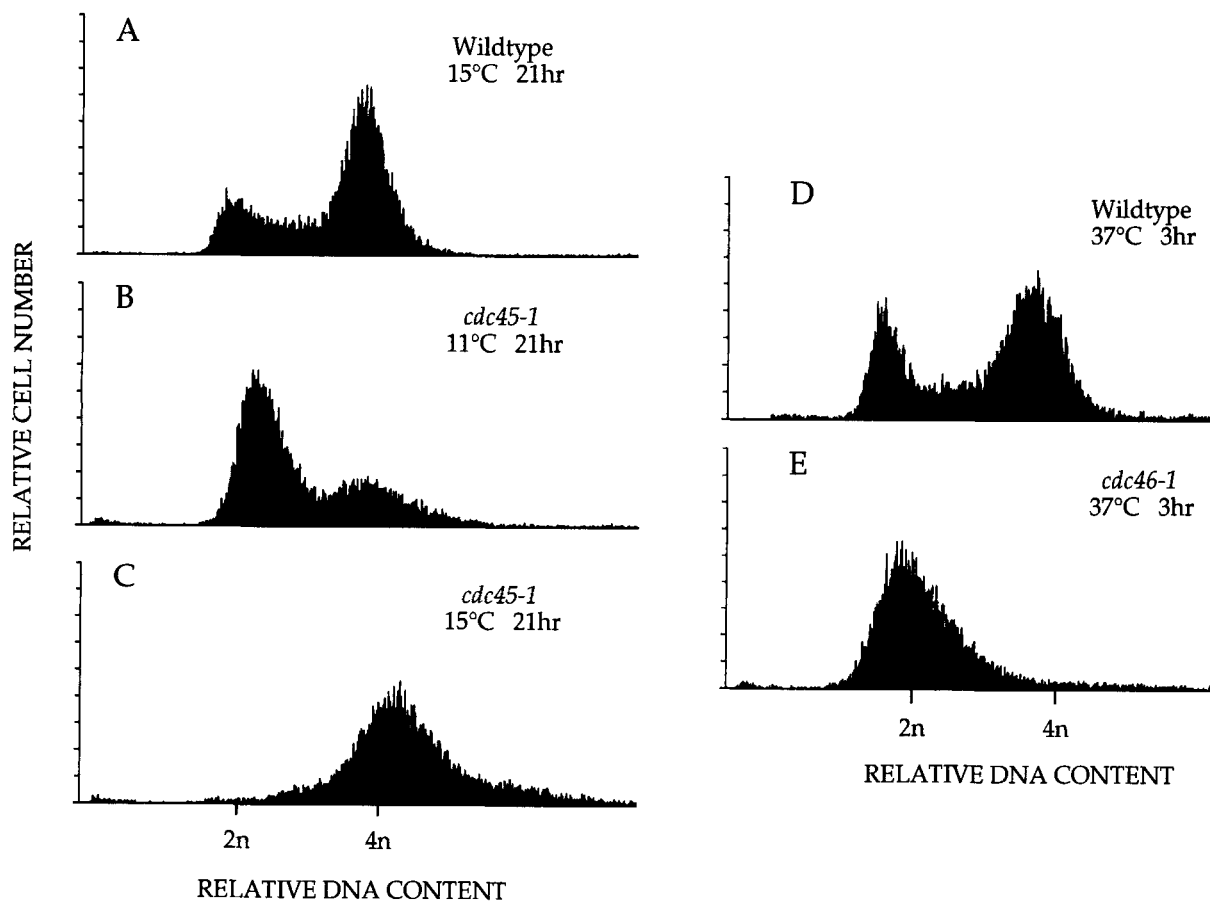 A
Wildtype
15°C 21hr
B
cdc45-1
11°C 21hr
C
cdc45-1
15°C 21hr
2n
4n
RELATIVE DNA CONTENT
RELATIVE CELL NUMBER
D
Wildtype
37°C 3hr
E
cdc46-1
37°C 3hr
2n
4n
RELATIVE DNA CONTENT